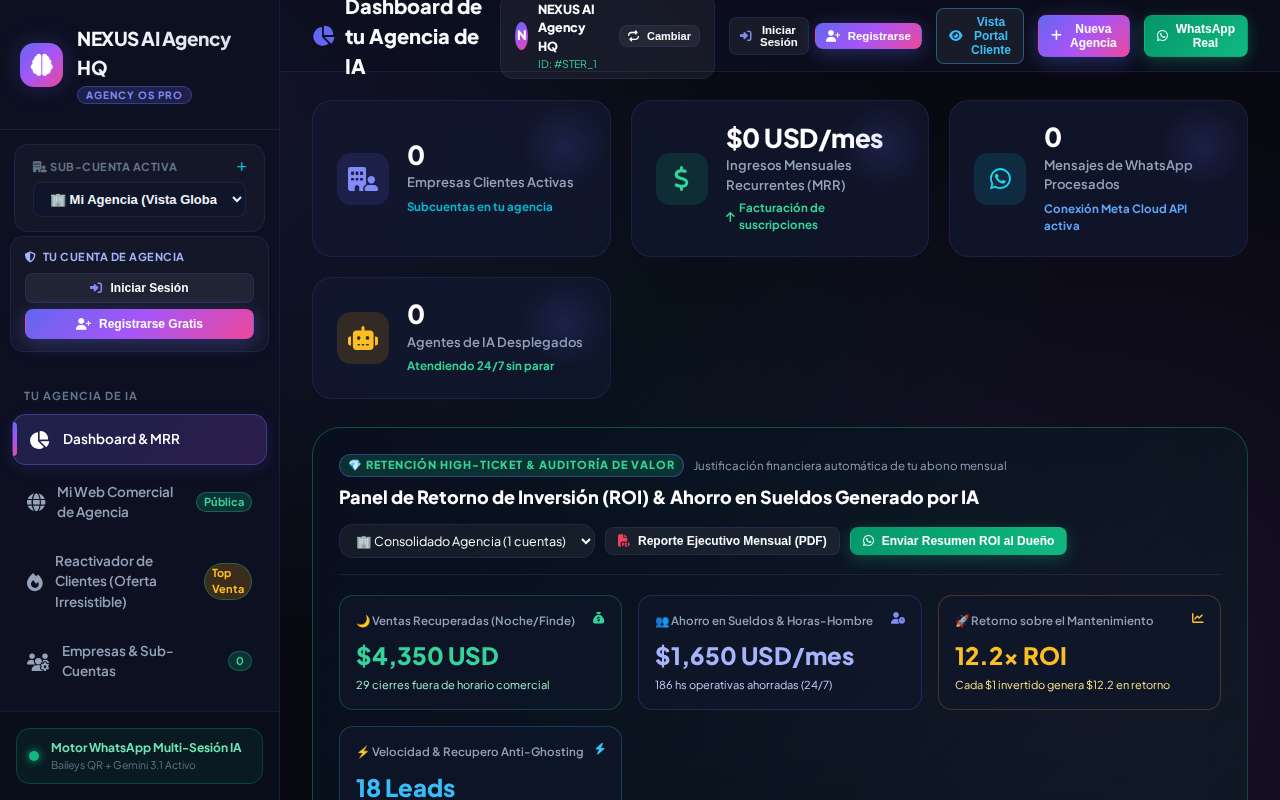 NEXUS AI Agency
HQ
AGENCY OS PRO
SUB-CUENTA ACTIVA
+
🏢 Mi Agencia (Vista Globa
TU CUENTA DE AGENCIA
Iniciar Sesión
Registrarse Gratis
TU AGENCIA DE IA
Dashboard & MRR
Mi Web Comercial
de Agencia
Pública
Reactivador de
Clientes (Oferta
Irresistible)
Top
Venta
Empresas & Sub-
Cuentas
0
Motor WhatsApp Multi-Sesión IA
Baileys QR + Gemini 3.1 Activo
Dashboard de
tu Agencia de
IA
N
NEXUS AI
Agency
HQ
ID: #STER_1
Cambiar
Iniciar
Sesión
Registrarse
Vista
Portal
Cliente
Nueva
Agencia
WhatsApp
Real
0
Empresas Clientes Activas
Subcuentas en tu agencia
$0 USD/mes
Ingresos Mensuales
Recurrentes (MRR)
Facturación de
suscripciones
0
Mensajes de WhatsApp
Procesados
Conexión Meta Cloud API
activa
0
Agentes de IA Desplegados
Atendiendo 24/7 sin parar
💎 RETENCIÓN HIGH-TICKET & AUDITORÍA DE VALOR
Justificación financiera automática de tu abono mensual
Panel de Retorno de Inversión (ROI) & Ahorro en Sueldos Generado por IA
🏢 Consolidado Agencia (1 cuentas)
Reporte Ejecutivo Mensual (PDF)
Enviar Resumen ROI al Dueño
🌙 Ventas Recuperadas (Noche/Finde)
$4,350 USD
29 cierres fuera de horario comercial
👥 Ahorro en Sueldos & Horas-Hombre
$1,650 USD/mes
186 hs operativas ahorradas (24/7)
🚀 Retorno sobre el Mantenimiento
12.2x ROI
Cada $1 invertido genera $12.2 en retorno
⚡ Velocidad & Recupero Anti-Ghosting
18 Leads